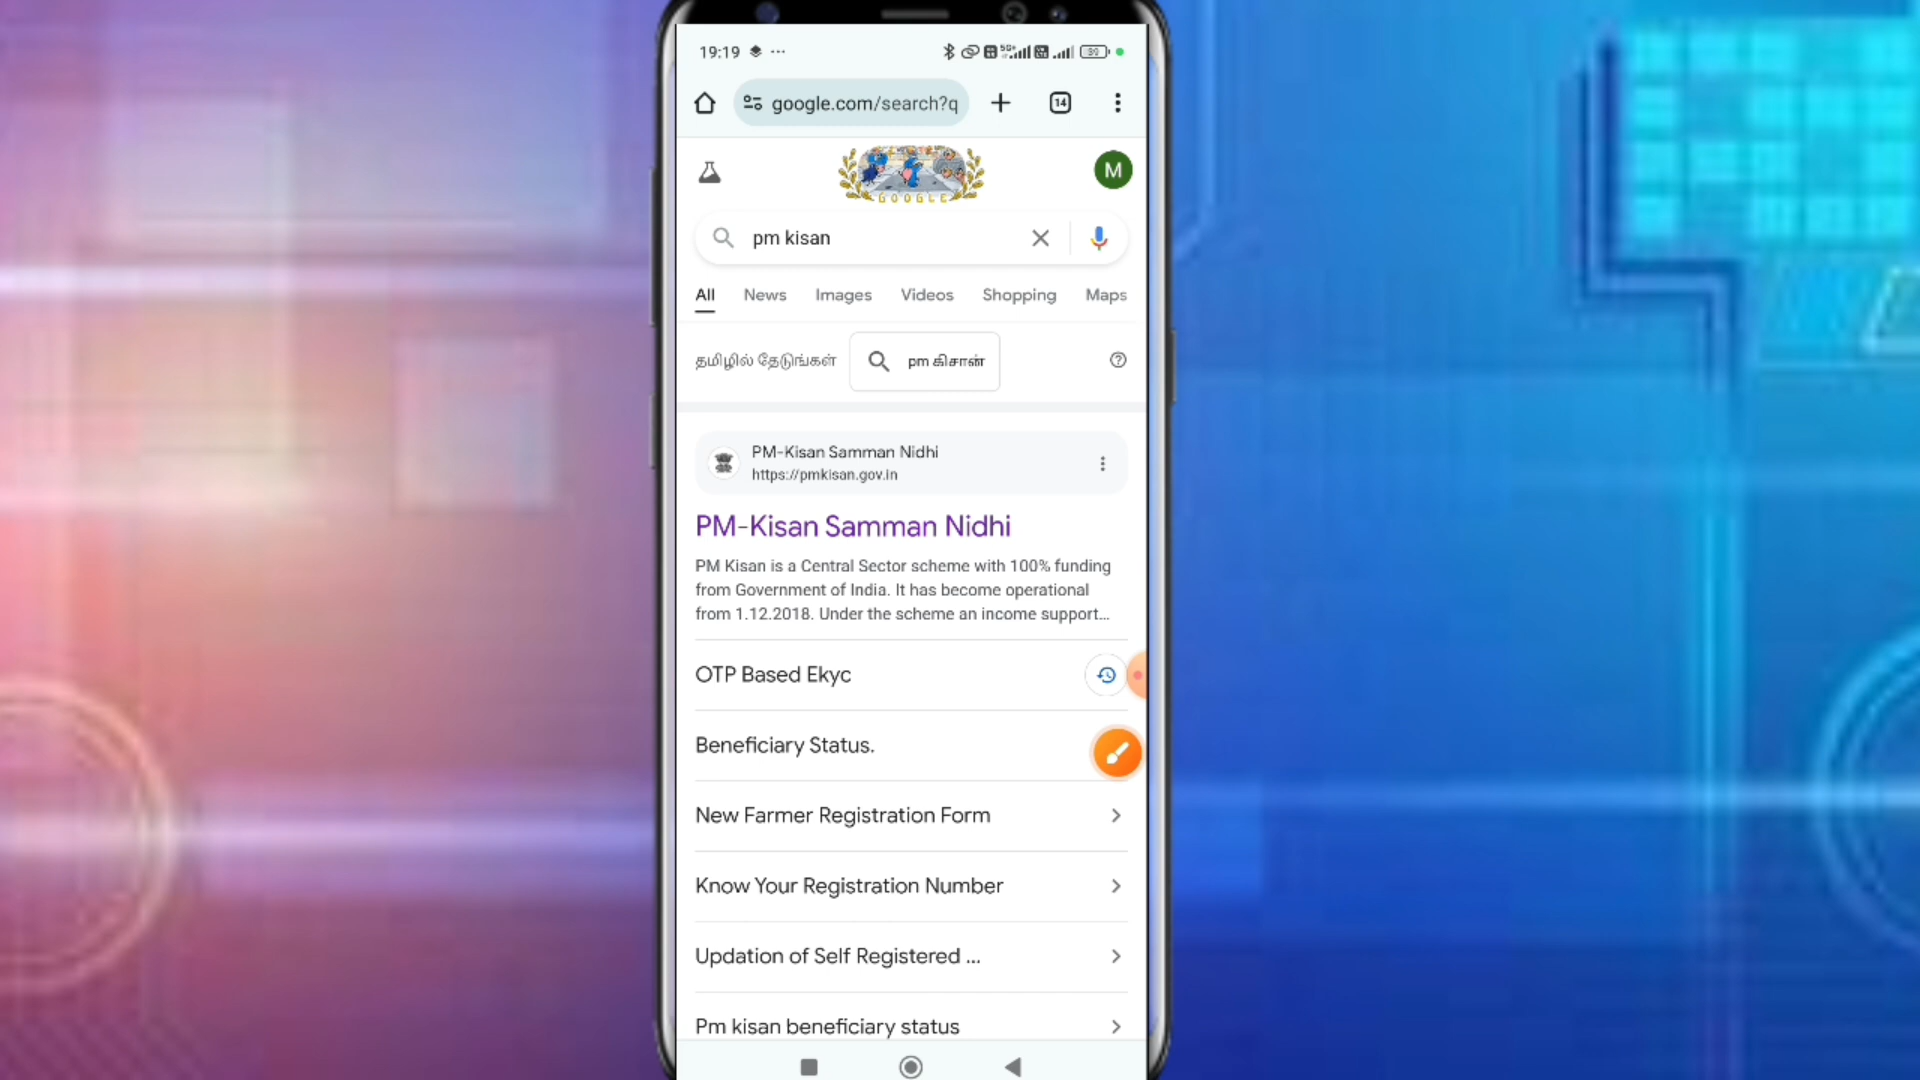 19:19
59
google.com/search?q
14
GOOGLE
M
pm kisan
All News Images Videos Shopping Maps
தமிழில் தேடுங்கள் pm கிசான்
PM-Kisan Samman Nidhi
https://pmkisan.gov.in
PM-Kisan Samman Nidhi
PM Kisan is a Central Sector scheme with 100% funding
from Government of India. It has become operational
from 1.12.2018. Under the scheme an income support...
OTP Based Ekyc
Beneficiary Status.
New Farmer Registration Form
Know Your Registration Number
Updation of Self Registered ...
Pm kisan beneficiary status